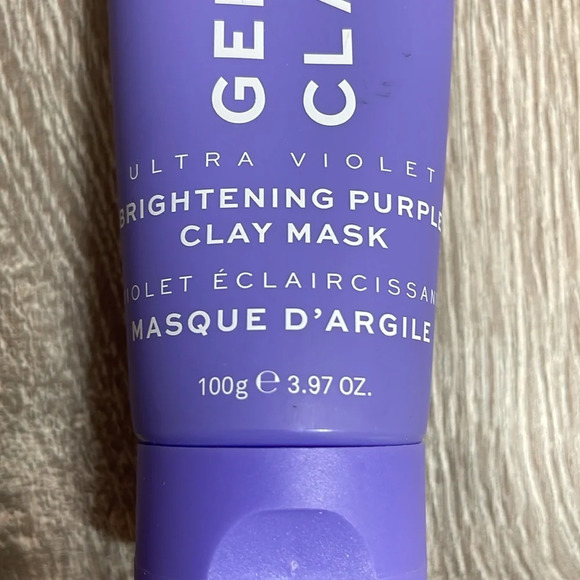 ULTRA VIOLET
BRIGHTENING PURPLE
CLAY MASK
VIOLET ÉCLAIRCISSANT
MASQUE D'ARGILE
100g ℮ 3.97 OZ.